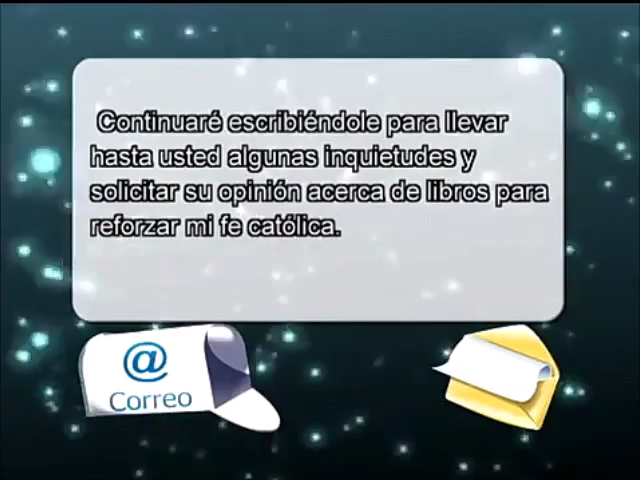 Continuaré escribiéndole para llevar
hasta usted algunas inquietudes y
solicitar su opinión acerca de libros para
reforzar mi fe católica.
@
Correo